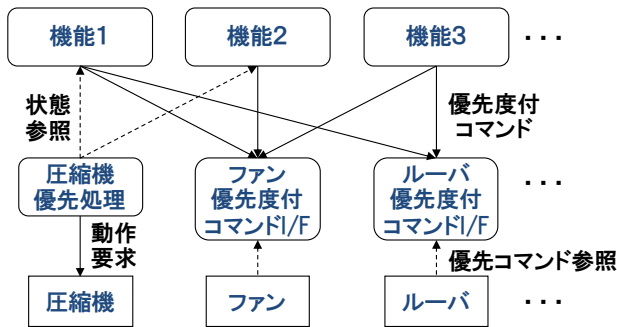 機能1
機能2
機能3
・・・
状態
参照
優先度付
コマンド
圧縮機
優先処理
ファン
優先度付
コマンドI/F
ルーバ
優先度付
コマンドI/F
・・・
動作
要求
優先コマンド参照
圧縮機
ファン
ルーバ
・・・